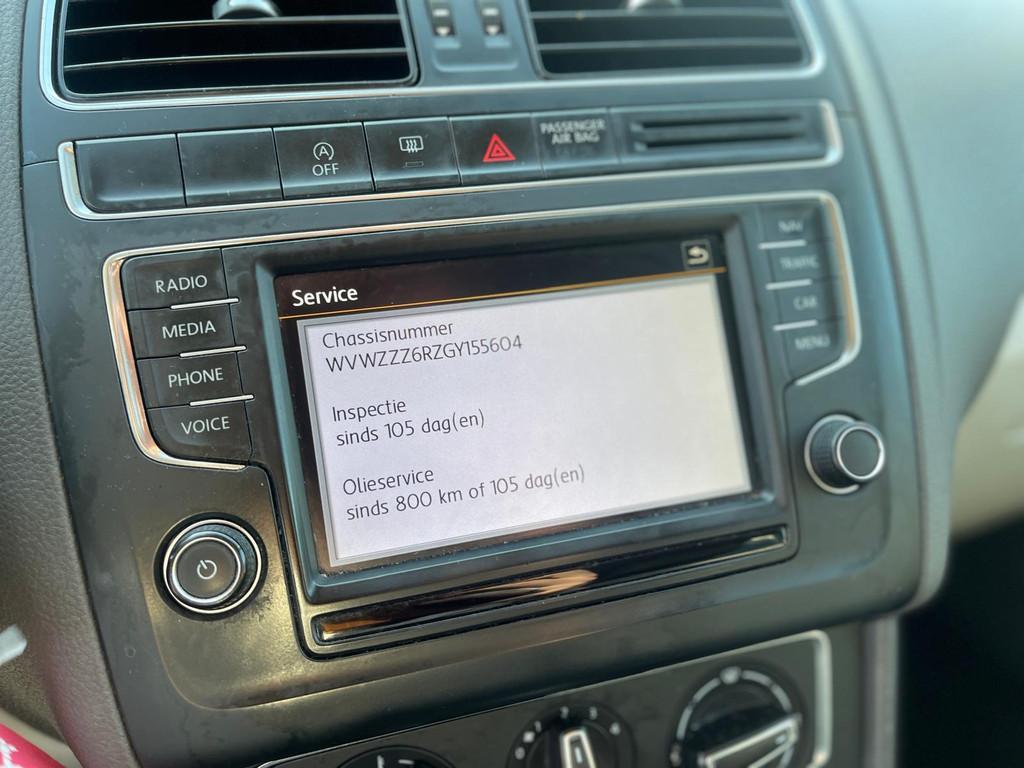 A
OFF
PASSENGER
AIR BAG
RADIO
MEDIA
PHONE
VOICE
NAV
TRAFFIC
CAR
MENU
Service
Chassisnummer
WVWZZZ6RZGY155604
Inspectie
sinds 105 dag(en)
Olieservice
sinds 800 km of 105 dag(en)